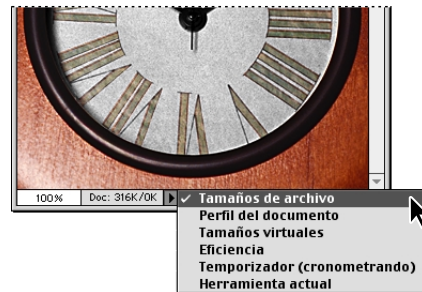 100%
Doc: 316K/0K
✓ Tamaños de archivo
Perfil del documento
Tamaños virtuales
Eficiencia
Temporizador (cronometrando)
Herramienta actual